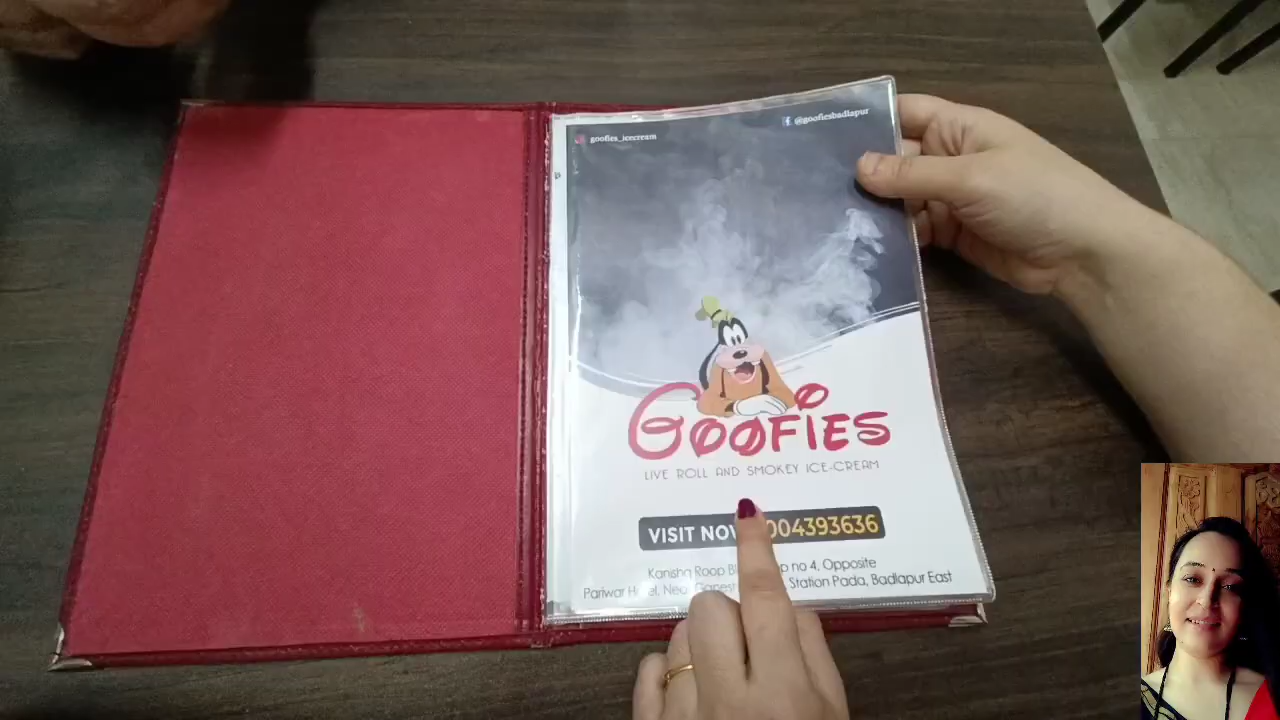 goofies_icecream
@goofiesbadlapur
GOOFIES
LIVE ROLL AND SMOKEY ICE-CREAM
VISIT NOW 004393636
Kanisha Roop no 4, Opposite
Pariwar Station Pada, Badlapur East